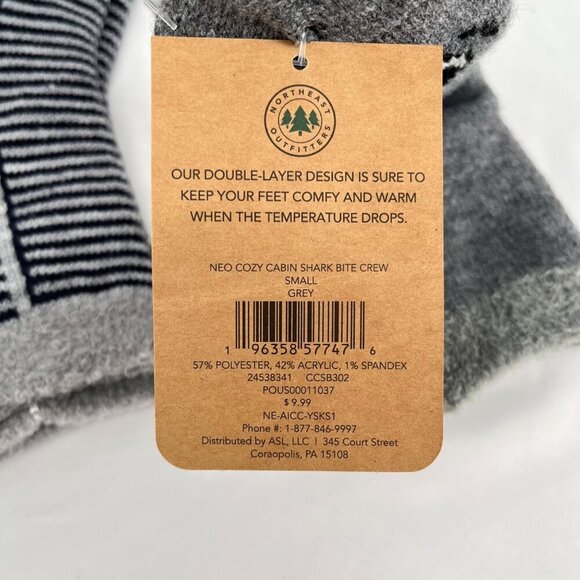 NORTHEAST
OUTFITTERS
OUR DOUBLE-LAYER DESIGN IS SURE TO
KEEP YOUR FEET COMFY AND WARM
WHEN THE TEMPERATURE DROPS.
NEO COZY CABIN SHARK BITE CREW
SMALL
GREY
1 96358 57747 6
57% POLYESTER, 42% ACRYLIC, 1% SPANDEX
24538341 CCSB302
POUS00011037
$ 9.99
NE-AICC-YSKS1
Phone #: 1-877-846-9997
Distributed by ASL, LLC | 345 Court Street
Coraopolis, PA 15108